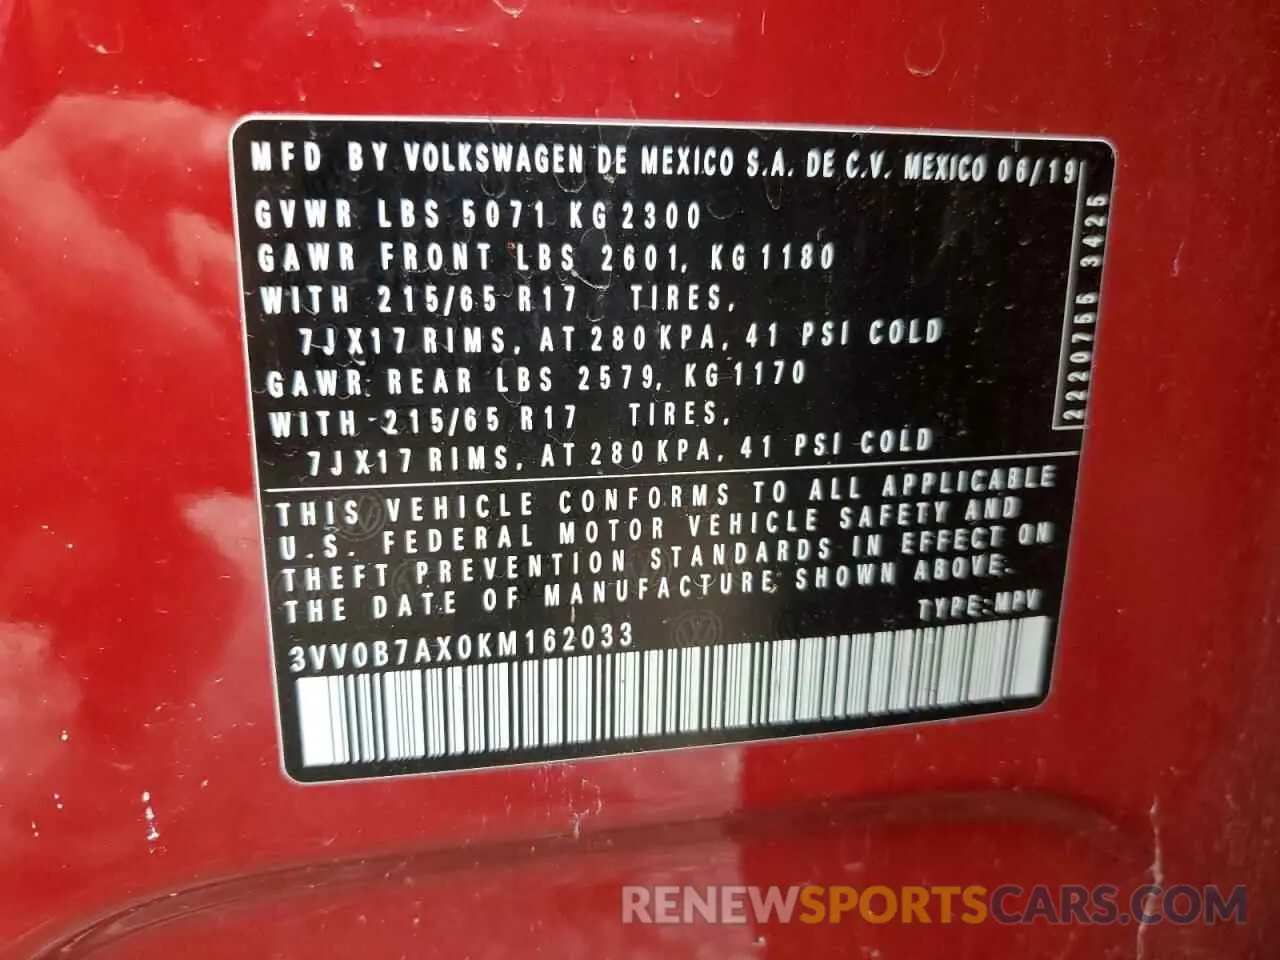 MFD BY VOLKSWAGEN DE MEXICO S.A. DE C.V. MEXICO 06/19
GVWR LBS 5071 KG 2300
GAWR FRONT LBS 2601, KG 1180
WITH 215/65 R17 TIRES,
7JX17 RIMS, AT 280 KPA, 41 PSI COLD
GAWR REAR LBS 2579, KG 1170
WITH 215/65 R17 TIRES,
7JX17 RIMS, AT 280 KPA, 41 PSI COLD
2220755 3425
THIS VEHICLE CONFORMS TO ALL APPLICABLE
U.S. FEDERAL MOTOR VEHICLE SAFETY AND
THEFT PREVENTION STANDARDS IN EFFECT ON
THE DATE OF MANUFACTURE SHOWN ABOVE.
TYPE: MPV
3VV0B7AX0KM162033
RENEWSPORTSCARS.COM